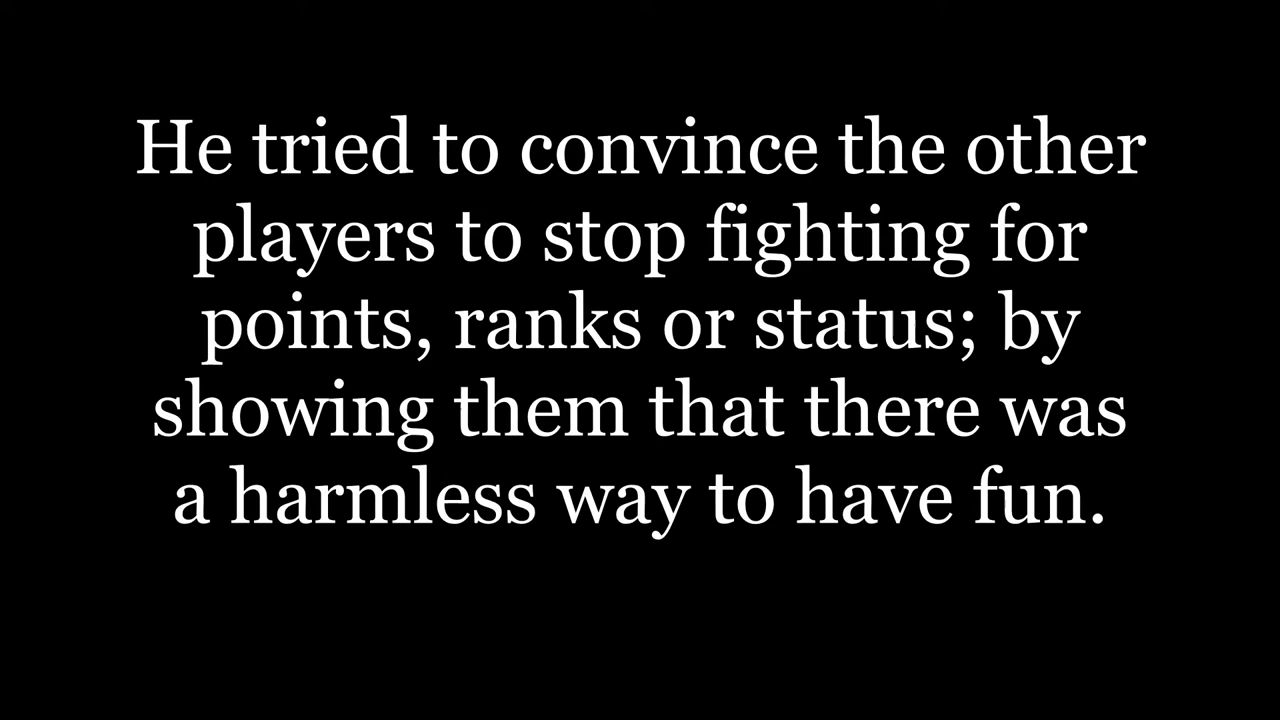 He tried to convince the other
players to stop fighting for
points, ranks or status; by
showing them that there was
a harmless way to have fun.